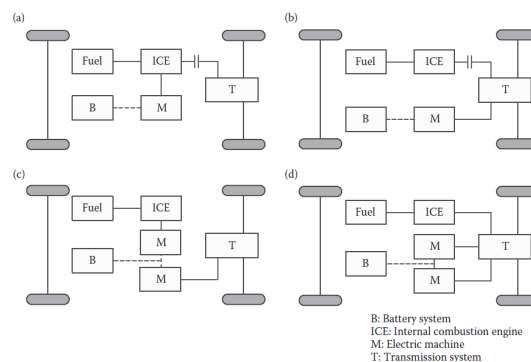 (a)
Fuel
ICE
B
M
T
(b)
Fuel
ICE
B
M
T
(c)
Fuel
ICE
M
B
M
T
(d)
Fuel
ICE
M
B
M
T
B: Battery system
ICE: Internal combustion engine
M: Electric machine
T: Transmission system